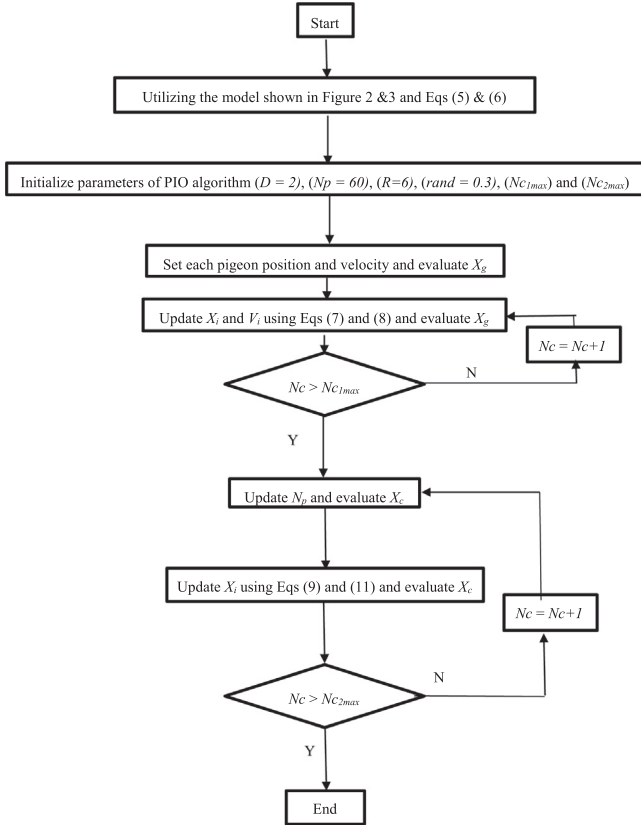 Start
Utilizing the model shown in Figure 2 &3 and Eqs (5) & (6)
Initialize parameters of PIO algorithm (D = 2), (Np = 60), (R=6), (rand = 0.3), (Nc1max) and (Nc2max)
Set each pigeon position and velocity and evaluate Xg
Update Xi and Vi using Eqs (7) and (8) and evaluate Xg
Nc = Nc+1
Nc > Nc1max
N
Y
Update Np and evaluate Xc
Update Xi using Eqs (9) and (11) and evaluate Xc
Nc = Nc+1
Nc > Nc2max
N
Y
End